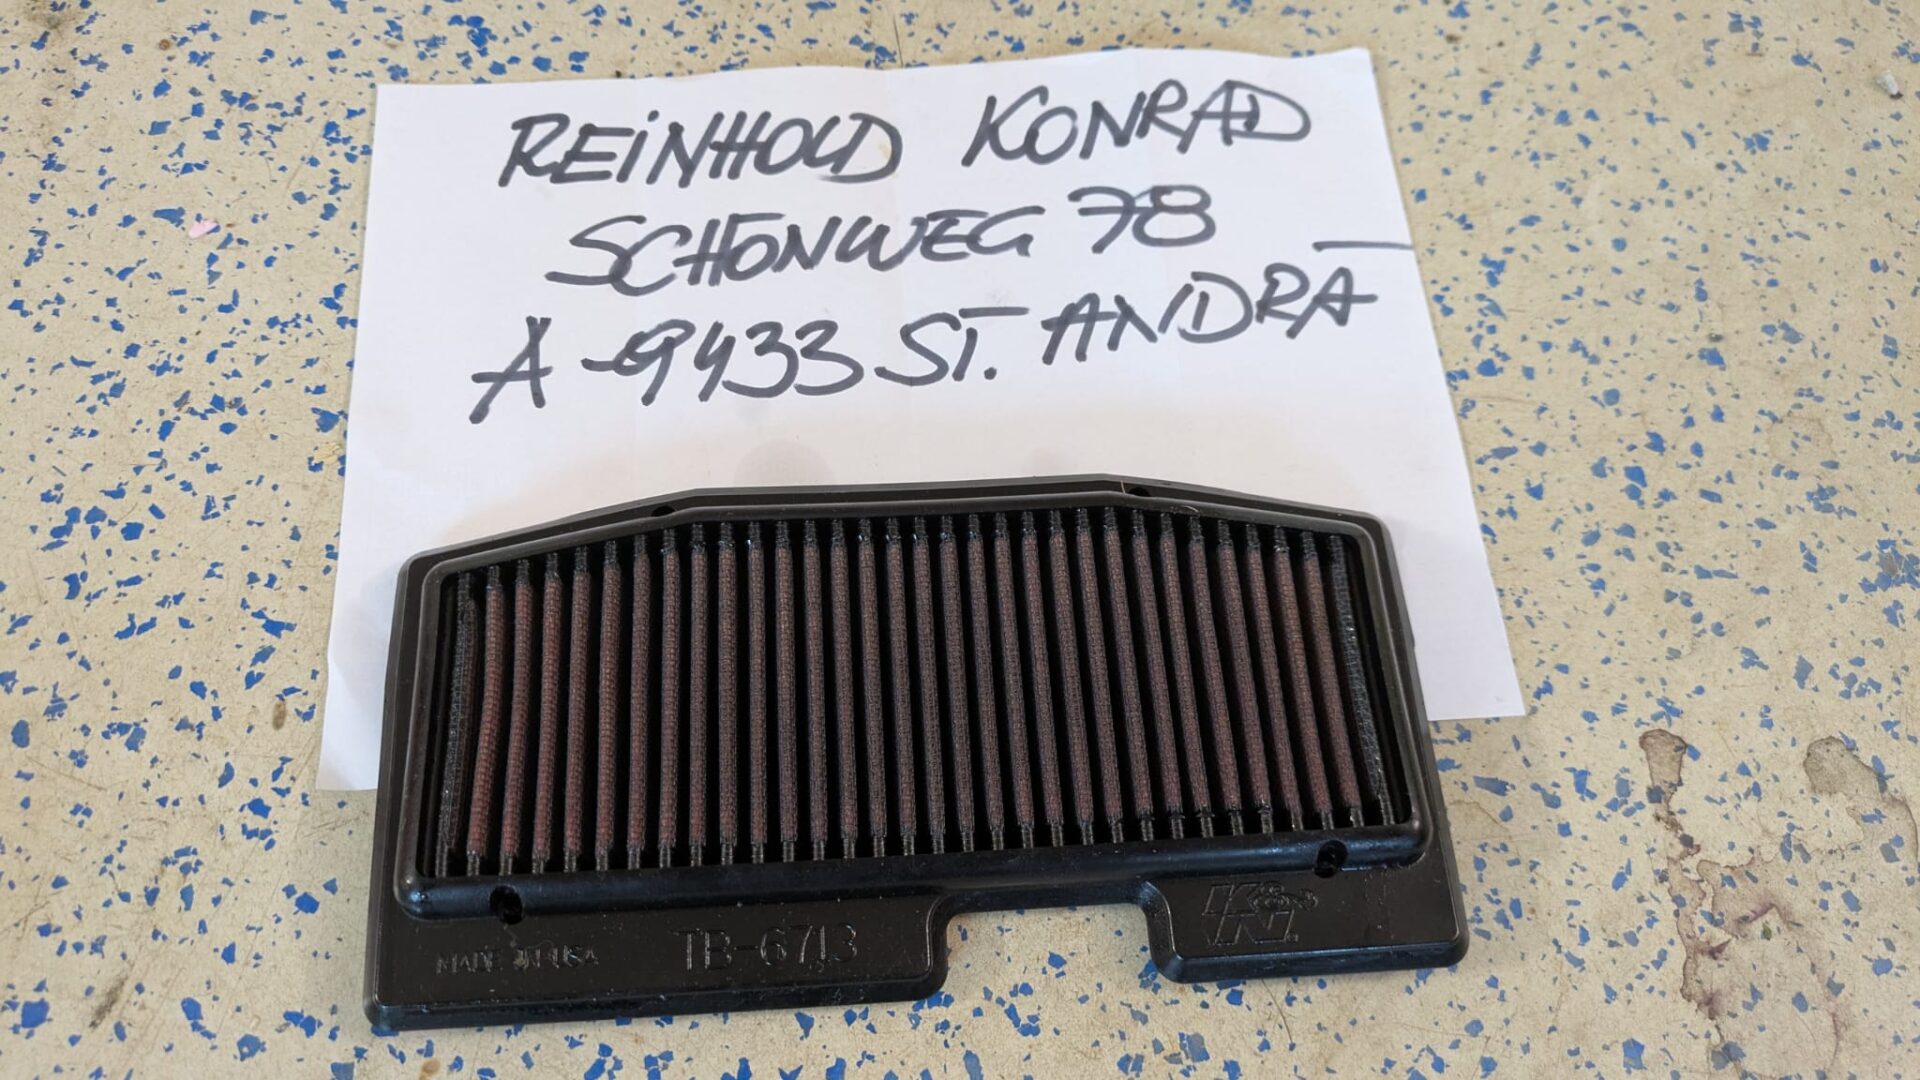 REiNHOLD KONRAD
SCHÖNWEG 78
A-9433 ST. ANDRÄ
MADE IN USA
TB-6713
K&N